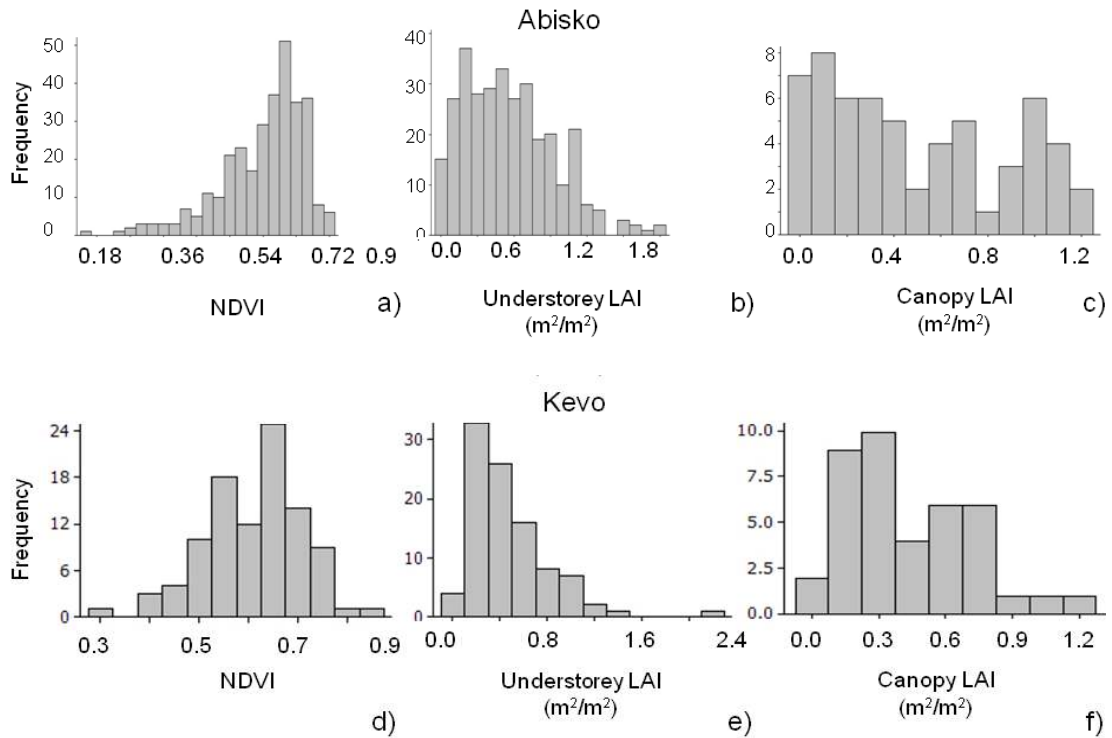 Abisko
Frequency
50
40
30
20
10
0
0.18 0.36 0.54 0.72 0.9
NDVI
a)
40
30
20
10
0
0.0 0.6 1.2 1.8
Understorey LAI
(m²/m²)
b)
8
6
4
2
0
0.0 0.4 0.8 1.2
Canopy LAI
(m²/m²)
c)
Kevo
Frequency
24
18
12
6
0
0.3 0.5 0.7 0.9
NDVI
d)
30
20
10
0
0.0 0.8 1.6 2.4
Understorey LAI
(m²/m²)
e)
10.0
7.5
5.0
2.5
0.0
0.0 0.3 0.6 0.9 1.2
Canopy LAI
(m²/m²)
f)